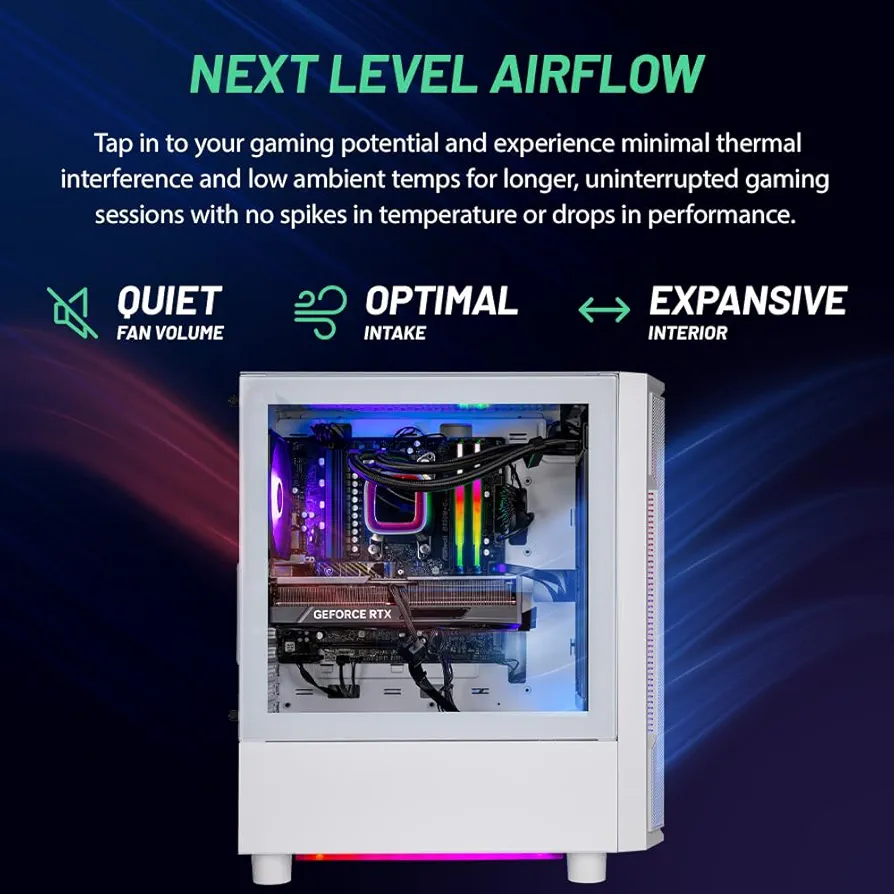 NEXT LEVEL AIRFLOW
Tap in to your gaming potential and experience minimal thermal
interference and low ambient temps for longer, uninterrupted gaming
sessions with no spikes in temperature or drops in performance.
QUIET
FAN VOLUME
OPTIMAL
INTAKE
EXPANSIVE
INTERIOR
GEFORCE RTX